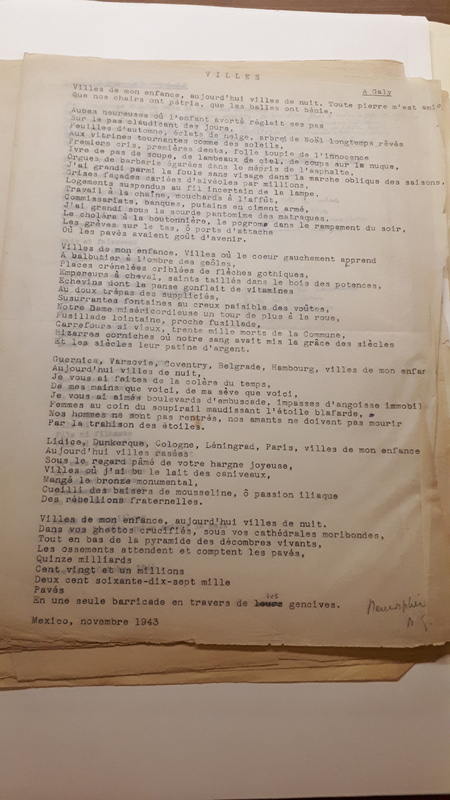 VILLES
A Galy
Villes de mon enfance, aujourd'hui villes de nuit. Toute pierre m'est amie
Que nos chairs ont pétrie, que les balles ont bénie.
Aubes heureuses où l'enfant avorté réglait ses pas
Sur le pas claudicant des jours,
Feuilles d'automne, éclats de neige, arbres de Noël longtemps rêvés
Aux vitrines tournantes comme des soleils,
Premiers cris, premières dents, folle toupie de l'innocence
Ivre de pas de soupe, de lambeaux de ciel, de coups sur la nuque,
Orgues de barbarie égarées dans le mépris de l'asphalte,
J'ai grandi parmi la foule sans visage dans la marche oblique des saisons.
Grises façades cariées d'alvéoles par millions,
Logements suspendus au fil incertain de la lampe,
Travail à la chaîne, mouchards à l'affût,
Commissariats, banques, putains en ciment armé,
J'ai grandi sous la sourde pantomime des matraques,
Le choléra à la boutonnière, le pogrome dans le rampement du soir,
Les grèves sur le tas, ô ports d'attache
Où les pavés avaient goût d'avenir.
Villes de mon enfance. Villes où le coeur gauchement apprend
A balbutier à l'ombre des geôles,
Places crénelées criblées de flèches gothiques,
Empereurs à cheval, saints taillés dans le bois des potences,
Echevins dont la panse gonflait de vitamines
Au doux trépas des suppliciés,
Susurrantes fontaines au creux paisible des voûtes,
Notre Dame miséricordieuse un tour de plus à la roue,
Fusillade lointaine, proche fusillade,
Carrefours si vieux, trente mille morts de la Commune,
Bizarres corniches où notre sang avait mis la grâce des siècles
Et les siècles leur patine d'argent.
Guernica, Varsovie, Coventry, Belgrade, Hambourg, villes de mon enfan
Aujourd'hui villes de nuit,
Je vous ai faites de la colère du temps,
De mes mains que voici, de ma sève que voici,
Je vous ai aimés boulevards d'embuscade, impasses d'angoisse immobil
Femmes au coin du soupirail maudissant l'étoile blafarde,
Nos hommes ne sont pas rentrés, nos amants ne doivent pas mourir
Par la trahison des étoiles.
Lidice, Dunkerque, Cologne, Léningrad, Paris, villes de mon enfance
Aujourd'hui villes rasées
Sous le regard pâmé de votre hargne joyeuse,
Villes où j'ai bu le lait des caniveaux,
Mangé le bronze monumental,
Cueilli des baisers de mousseline, ô passion iliaque
Des rébellions fraternelles.
Villes de mon enfance, aujourd'hui villes de nuit.
Dans vos ghettos crucifiés, sous vos cathédrales moribondes,
Tout en bas de la pyramide des décombres vivants,
Les ossements attendent et comptent les pavés,
Quinze milliards
Cent vingt et un millions
Deux cent soixante-dix-sept mille
Pavés
En une seule barricade en travers de leurs vos gencives.
Mexico, novembre 1943